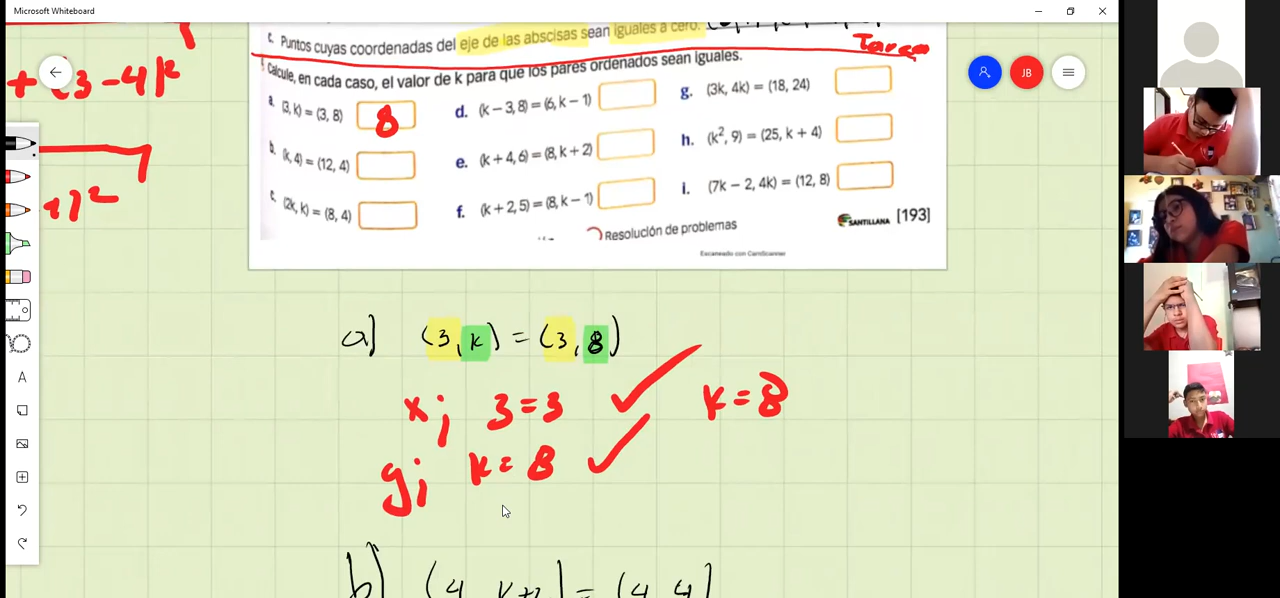 Microsoft Whiteboard
c. Puntos cuyas coordenadas del eje de las abscisas sean iguales a cero.
Tarea
+ (3-4)²
Calcule, en cada caso, el valor de k para que los pares ordenados sean iguales.
a. (3, k) = (3, 8) 8
d. (k − 3, 8) = (6, k − 1)
g. (3k, 4k) = (18, 24)
b. (k, 4) = (12, 4)
e. (k + 4, 6) = (8, k + 2)
h. (k², 9) = (25, k + 4)
c. (2k, k) = (8, 4)
f. (k + 2, 5) = (8, k − 1)
i. (7k − 2, 4k) = (12, 8)
Resolución de problemas
SANTILLANA [193]
Escaneado con CamScanner
JB
A
a) (3, k) = (3, 8)
x; 3 = 3 k = 8
y; k = 8